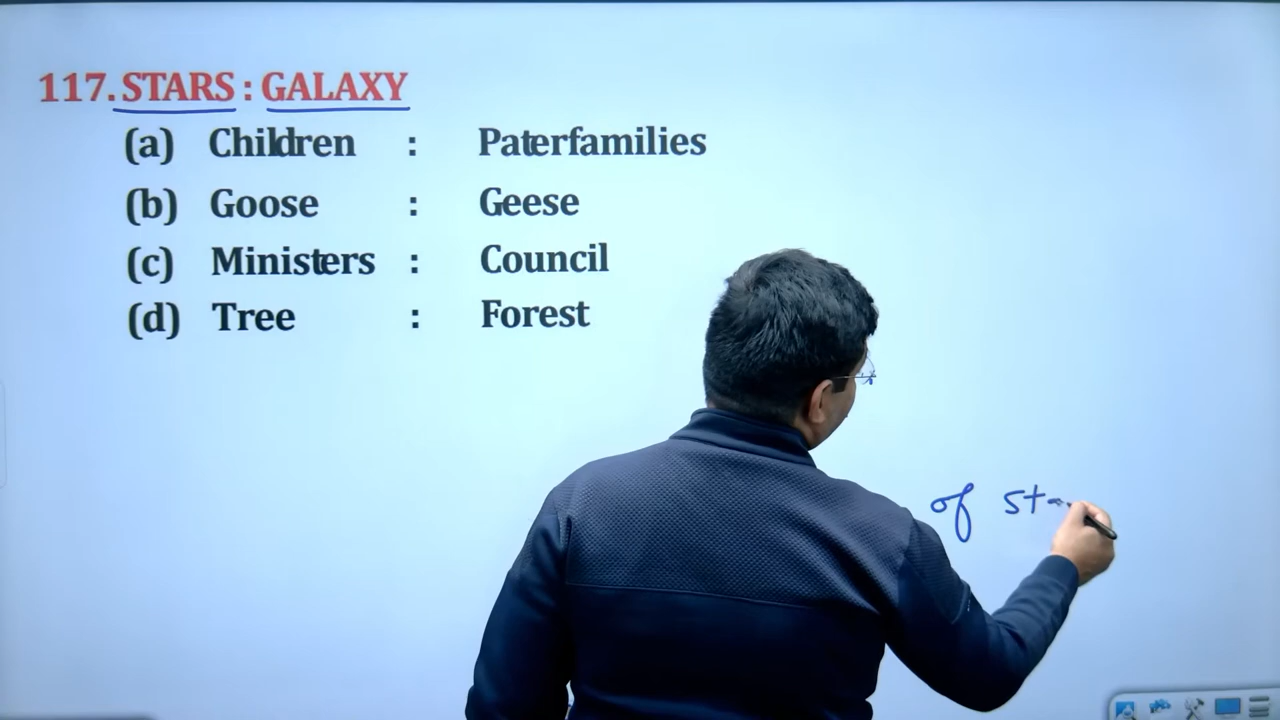 117. STARS : GALAXY
(a) Children : Paterfamilies
(b) Goose : Geese
(c) Ministers : Council
(d) Tree : Forest
of